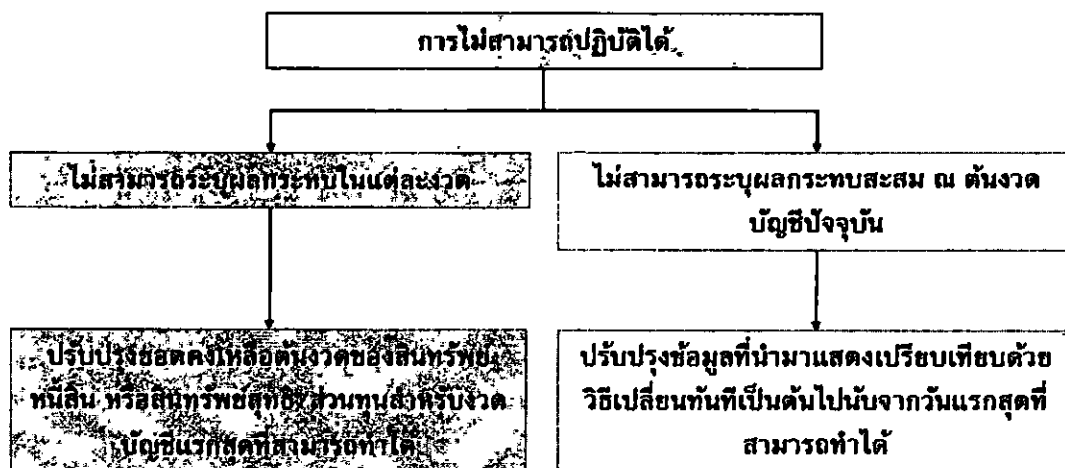 การไม่สามารถปฏิบัติได้
ไม่สามารถระบุผลกระทบในแต่ละงวด
ไม่สามารถระบุผลกระทบสะสม ณ ต้นงวด
บัญชีปัจจุบัน
ปรับปรุงยอดคงเหลือต้นงวดของสินทรัพย์
หนี้สิน หรือสินทรัพย์สุทธิ/ส่วนทุนสำหรับงวด
บัญชีแรกสุดที่สามารถทำได้
ปรับปรุงข้อมูลที่นำมาแสดงเปรียบเทียบด้วย
วิธีเปลี่ยนทันทีเป็นต้นไปนับจากวันแรกสุดที่
สามารถทำได้